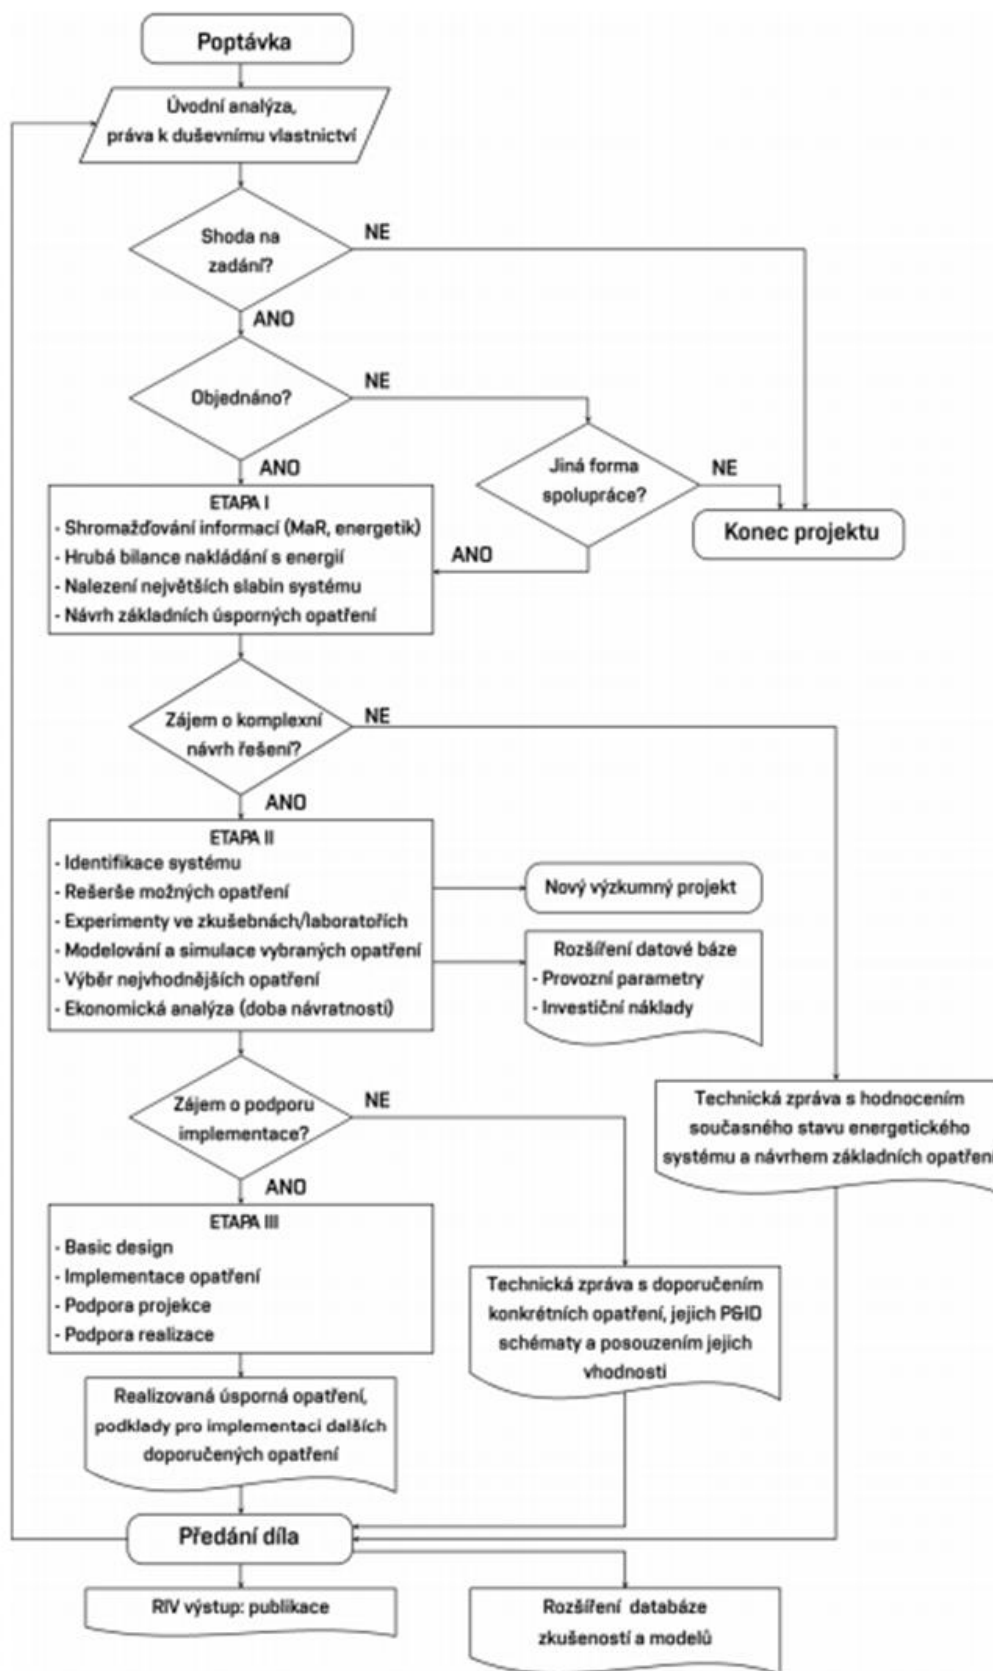 Poptávka
Úvodní analýza,
práva k duševnímu vlastnictví
Shoda na
zadání?
NE
ANO
Objednáno?
NE
ANO
Jiná forma
spolupráce?
NE
ANO
Konec projektu
ETAPA I
- Shromažďování informací (MaR, energetik)
- Hrubá bilance nakládání s energií
- Nalezení největších slabin systému
- Návrh základních úsporných opatření
Zájem o komplexní
návrh řešení?
NE
ANO
ETAPA II
- Identifikace systému
- Rešerše možných opatření
- Experimenty ve zkušebnách/laboratořích
- Modelování a simulace vybraných opatření
- Výběr nejvhodnějších opatření
- Ekonomická analýza (doba návratnosti)
Nový výzkumný projekt
Rozšíření datové báze
- Provozní parametry
- Investiční náklady
Zájem o podporu
implementace?
NE
ANO
Technická zpráva s hodnocením
současného stavu energetického
systému a návrhem základních opatření
ETAPA III
- Basic design
- Implementace opatření
- Podpora projekce
- Podpora realizace
Technická zpráva s doporučením
konkrétních opatření, jejich P&ID
schématy a posouzením jejich
vhodnosti
Realizovaná úsporná opatření,
podklady pro implementaci dalších
doporučených opatření
Předání díla
RIV výstup: publikace
Rozšíření databáze
zkušeností a modelů